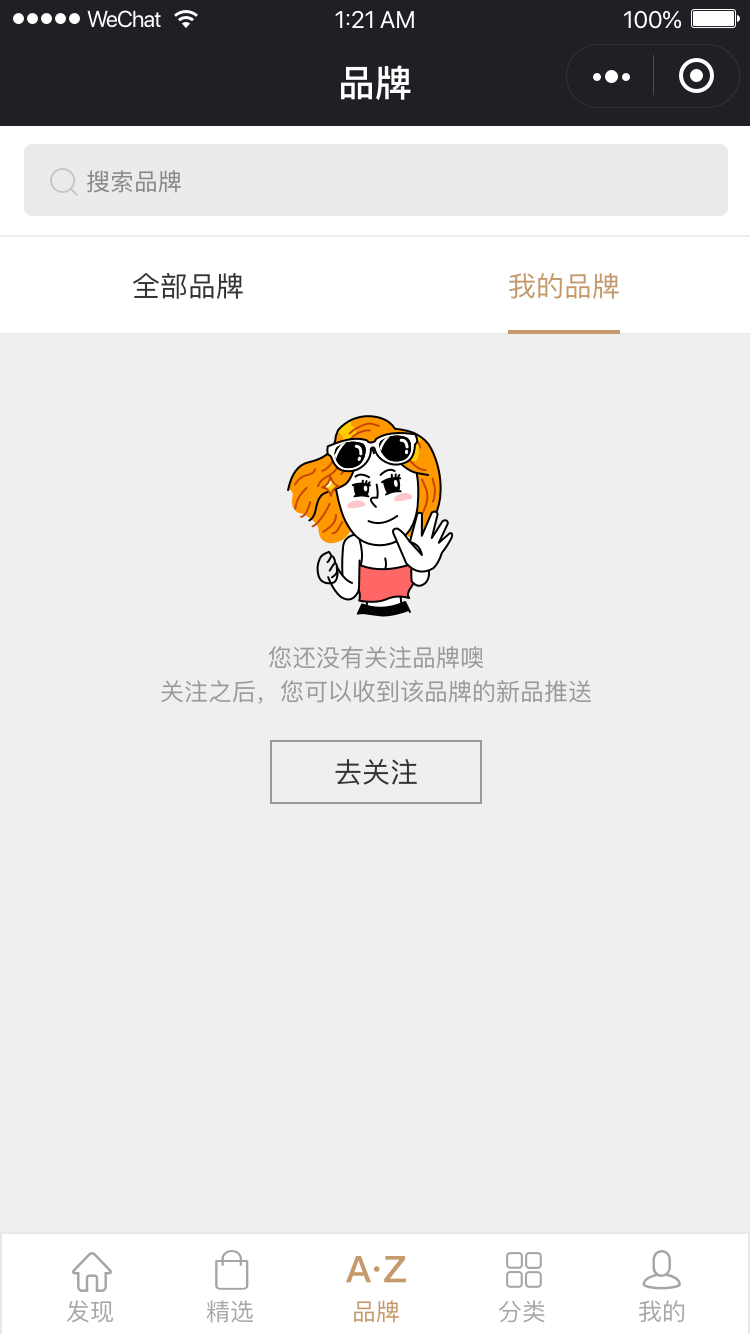 WeChat 1:21 AM 100%
品牌
搜索品牌
全部品牌 我的品牌
您还没有关注品牌噢
关注之后，您可以收到该品牌的新品推送
去关注
A·Z
发现 精选 品牌 分类 我的